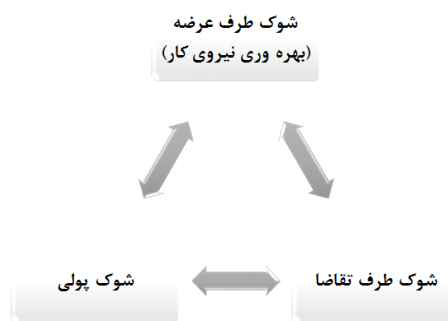 شوک طرف عرضه
(بهره وری نیروی کار)
شوک طرف تقاضا
شوک پولی